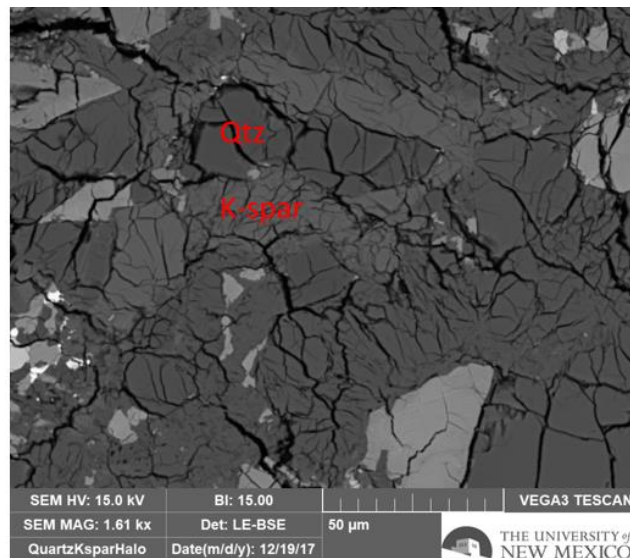 Qtz
K-spar
SEM HV: 15.0 kV BI: 15.00 VEGA3 TESCAN
SEM MAG: 1.61 kx Det: LE-BSE 50 µm
QuartzKsparHalo Date(m/d/y): 12/19/17
THE UNIVERSITY of
NEW MEXICO